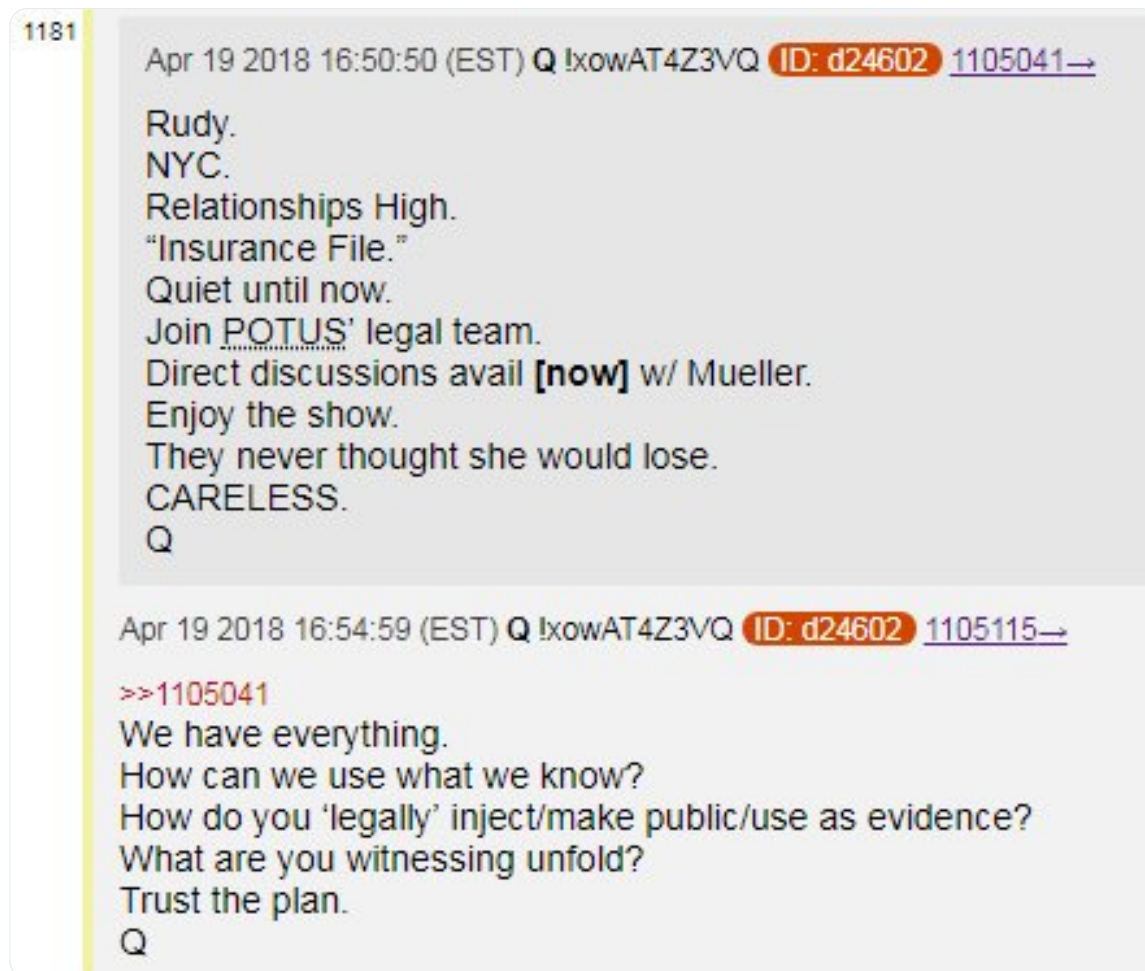 1181
Apr 19 2018 16:50:50 (EST) Q !xowAT4Z3VQ ID: d24602 1105041→
Rudy.
NYC.
Relationships High.
“Insurance File.”
Quiet until now.
Join POTUS’ legal team.
Direct discussions avail [now] w/ Mueller.
Enjoy the show.
They never thought she would lose.
CARELESS.
Q
Apr 19 2018 16:54:59 (EST) Q !xowAT4Z3VQ ID: d24602 1105115→
>>1105041
We have everything.
How can we use what we know?
How do you ‘legally’ inject/make public/use as evidence?
What are you witnessing unfold?
Trust the plan.
Q